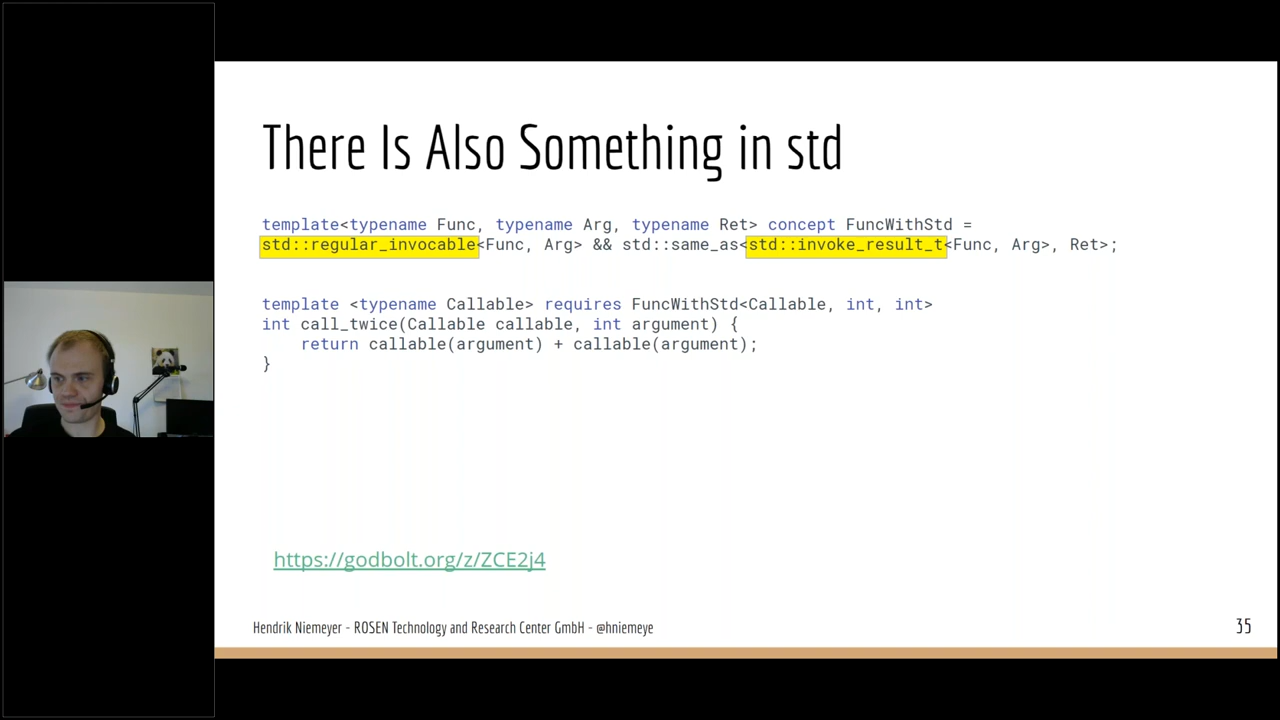 There Is Also Something in std
template<typename Func, typename Arg, typename Ret> concept FuncWithStd =
std::regular_invocable<Func, Arg> && std::same_as<std::invoke_result_t<Func, Arg>, Ret>;
template <typename Callable> requires FuncWithStd<Callable, int, int>
int call_twice(Callable callable, int argument) {
    return callable(argument) + callable(argument);
}
https://godbolt.org/z/ZCE2j4
Hendrik Niemeyer - ROSEN Technology and Research Center GmbH - @hniemeye
35